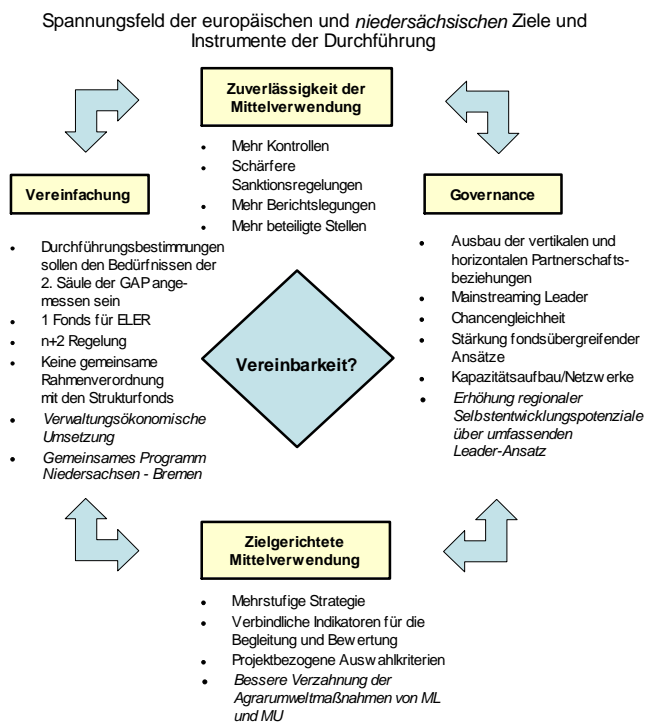 Spannungsfeld der europäischen und niedersächsischen Ziele und
Instrumente der Durchführung
Zuverlässigkeit der
Mittelverwendung
• Mehr Kontrollen
• Schärfere
Sanktionsregelungen
• Mehr Berichtslegungen
• Mehr beteiligte Stellen
Vereinfachung
• Durchführungsbestimmungen
sollen den Bedürfnissen der
2. Säule der GAP ange-
messen sein
• 1 Fonds für ELER
• n+2 Regelung
• Keine gemeinsame
Rahmenverordnung
mit den Strukturfonds
• Verwaltungsökonomische
Umsetzung
• Gemeinsames Programm
Niedersachsen - Bremen
Vereinbarkeit?
Governance
• Ausbau der vertikalen und
horizontalen Partnerschafts-
beziehungen
• Mainstreaming Leader
• Chancengleichheit
• Stärkung fondsübergreifender
Ansätze
• Kapazitätsaufbau/Netzwerke
• Erhöhung regionaler
Selbstentwicklungspotenziale
über umfassenden
Leader-Ansatz
Zielgerichtete
Mittelverwendung
• Mehrstufige Strategie
• Verbindliche Indikatoren für die
Begleitung und Bewertung
• Projektbezogene Auswahlkriterien
• Bessere Verzahnung der
Agrarumweltmaßnahmen von ML
und MU